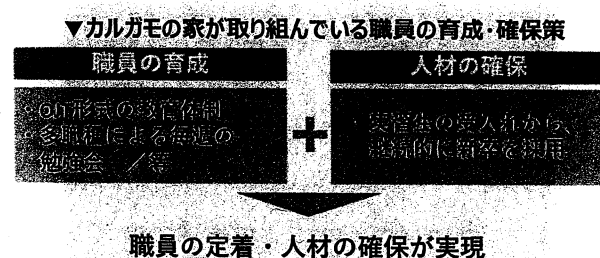 ▼カルガモの家が取り組んでいる職員の育成・確保策
職員の育成
人材の確保
・OJT形式の教育体制
・多職種による毎週の
勉強会 /等
+
・実習生の受入れから、
継続的に新卒を採用
職員の定着・人材の確保が実現